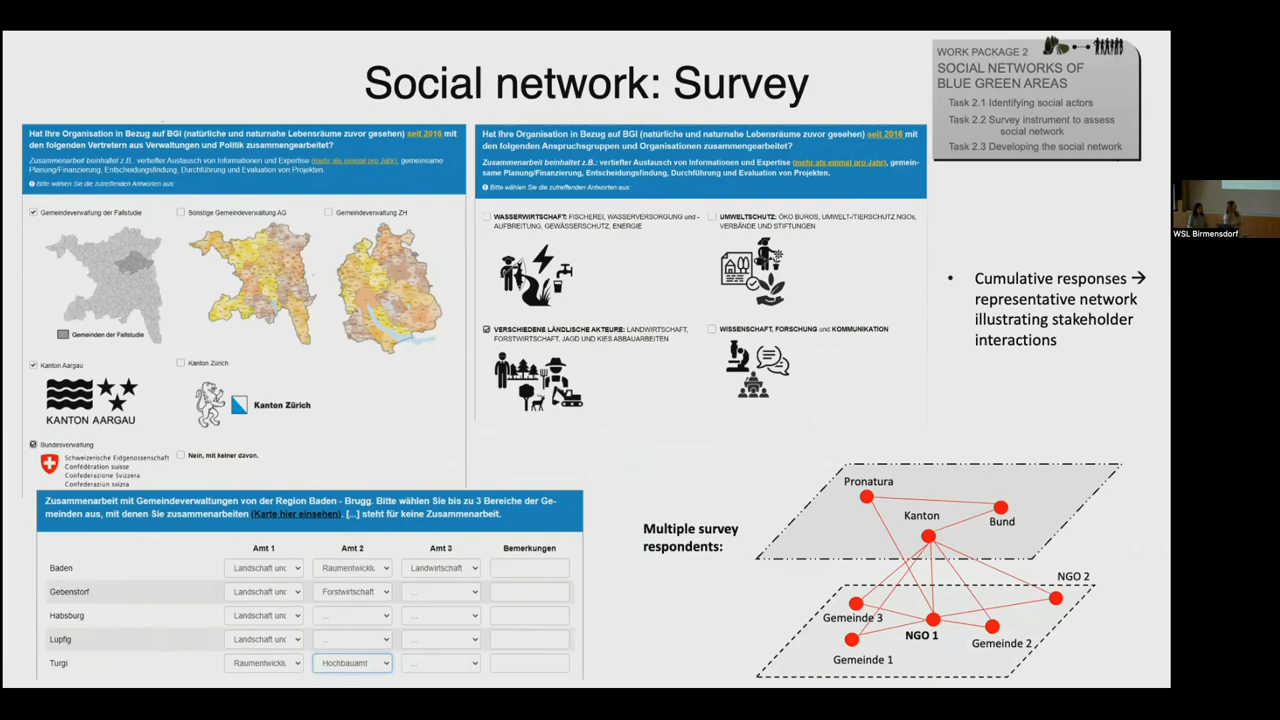 Social network: Survey
WORK PACKAGE 2
SOCIAL NETWORKS OF
BLUE GREEN AREAS
Task 2.1 Identifying social actors
Task 2.2 Survey instrument to assess
social network
Task 2.3 Developing the social network
Hat Ihre Organisation in Bezug auf BGI (natürliche und naturnahe Lebensräume zuvor gesehen) seit 2016 mit
den folgenden Vertretern aus Verwaltungen und Politik zusammengearbeitet?
Zusammenarbeit beinhaltet z.B.: vertiefter Austausch von Informationen und Expertise (mehr als einmal pro Jahr), gemeinsame
Planung/Finanzierung, Entscheidungsfindung, Durchführung und Evaluation von Projekten.
Bitte wählen Sie die zutreffenden Antworten aus:
Gemeindeverwaltung der Fallstudie
Sonstige Gemeindeverwaltung AG
Gemeindeverwaltung ZH
Gemeinden der Fallstudie
Kanton Aargau
Kanton Zürich
KANTON AARGAU
Kanton Zürich
Bundesverwaltung
Schweizerische Eidgenossenschaft
Confédération suisse
Confederazione Svizzera
Confederaziun svizra
Nein, mit keiner davon.
Hat Ihre Organisation in Bezug auf BGI (natürliche und naturnahe Lebensräume zuvor gesehen) seit 2016 mit
den folgenden Anspruchsgruppen und Organisationen zusammengearbeitet?
Zusammenarbeit beinhaltet z.B.: vertiefter Austausch von Informationen und Expertise (mehr als einmal pro Jahr), gemein-
same Planung/Finanzierung, Entscheidungsfindung, Durchführung und Evaluation von Projekten.
Bitte wählen Sie die zutreffenden Antworten aus:
WASSERWIRTSCHAFT: FISCHEREI, WASSERVERSORGUNG und -
AUFBREITUNG, GEWÄSSERSCHUTZ, ENERGIE
UMWELTSCHUTZ: ÖKO BUROS, UMWELT-/TIERSCHUTZ NGOs,
VERBÄNDE UND STIFTUNGEN
VERSCHIEDENE LÄNDLISCHE AKTEURE: LANDWIRTSCHAFT,
FORSTWIRTSCHAFT, JAGD UND KIES ABBAUARBEITEN
WISSENSCHAFT, FORSCHUNG und KOMMUNIKATION
• Cumulative responses →
representative network
illustrating stakeholder
interactions
Zusammenarbeit mit Gemeindeverwaltungen von der Region Baden - Brugg. Bitte wählen Sie bis zu 3 Bereiche der Ge-
meinden aus, mit denen Sie zusammenarbeiten (Karte hier einsehen). [...] steht für keine Zusammenarbeit.
Amt 1 Amt 2 Amt 3 Bemerkungen
Baden Landschaft unc Raumentwicklu Landwirtschaft
Gebenstorf Landschaft unc Forstwirtschaft ...
Habsburg Landschaft unc ... ...
Lupfig Landschaft unc ... ...
Turgi Raumentwicklu Hochbauamt ...
Multiple survey
respondents:
Pronatura
Kanton
Bund
NGO 2
Gemeinde 3
NGO 1
Gemeinde 2
Gemeinde 1
WSL Birmensdorf